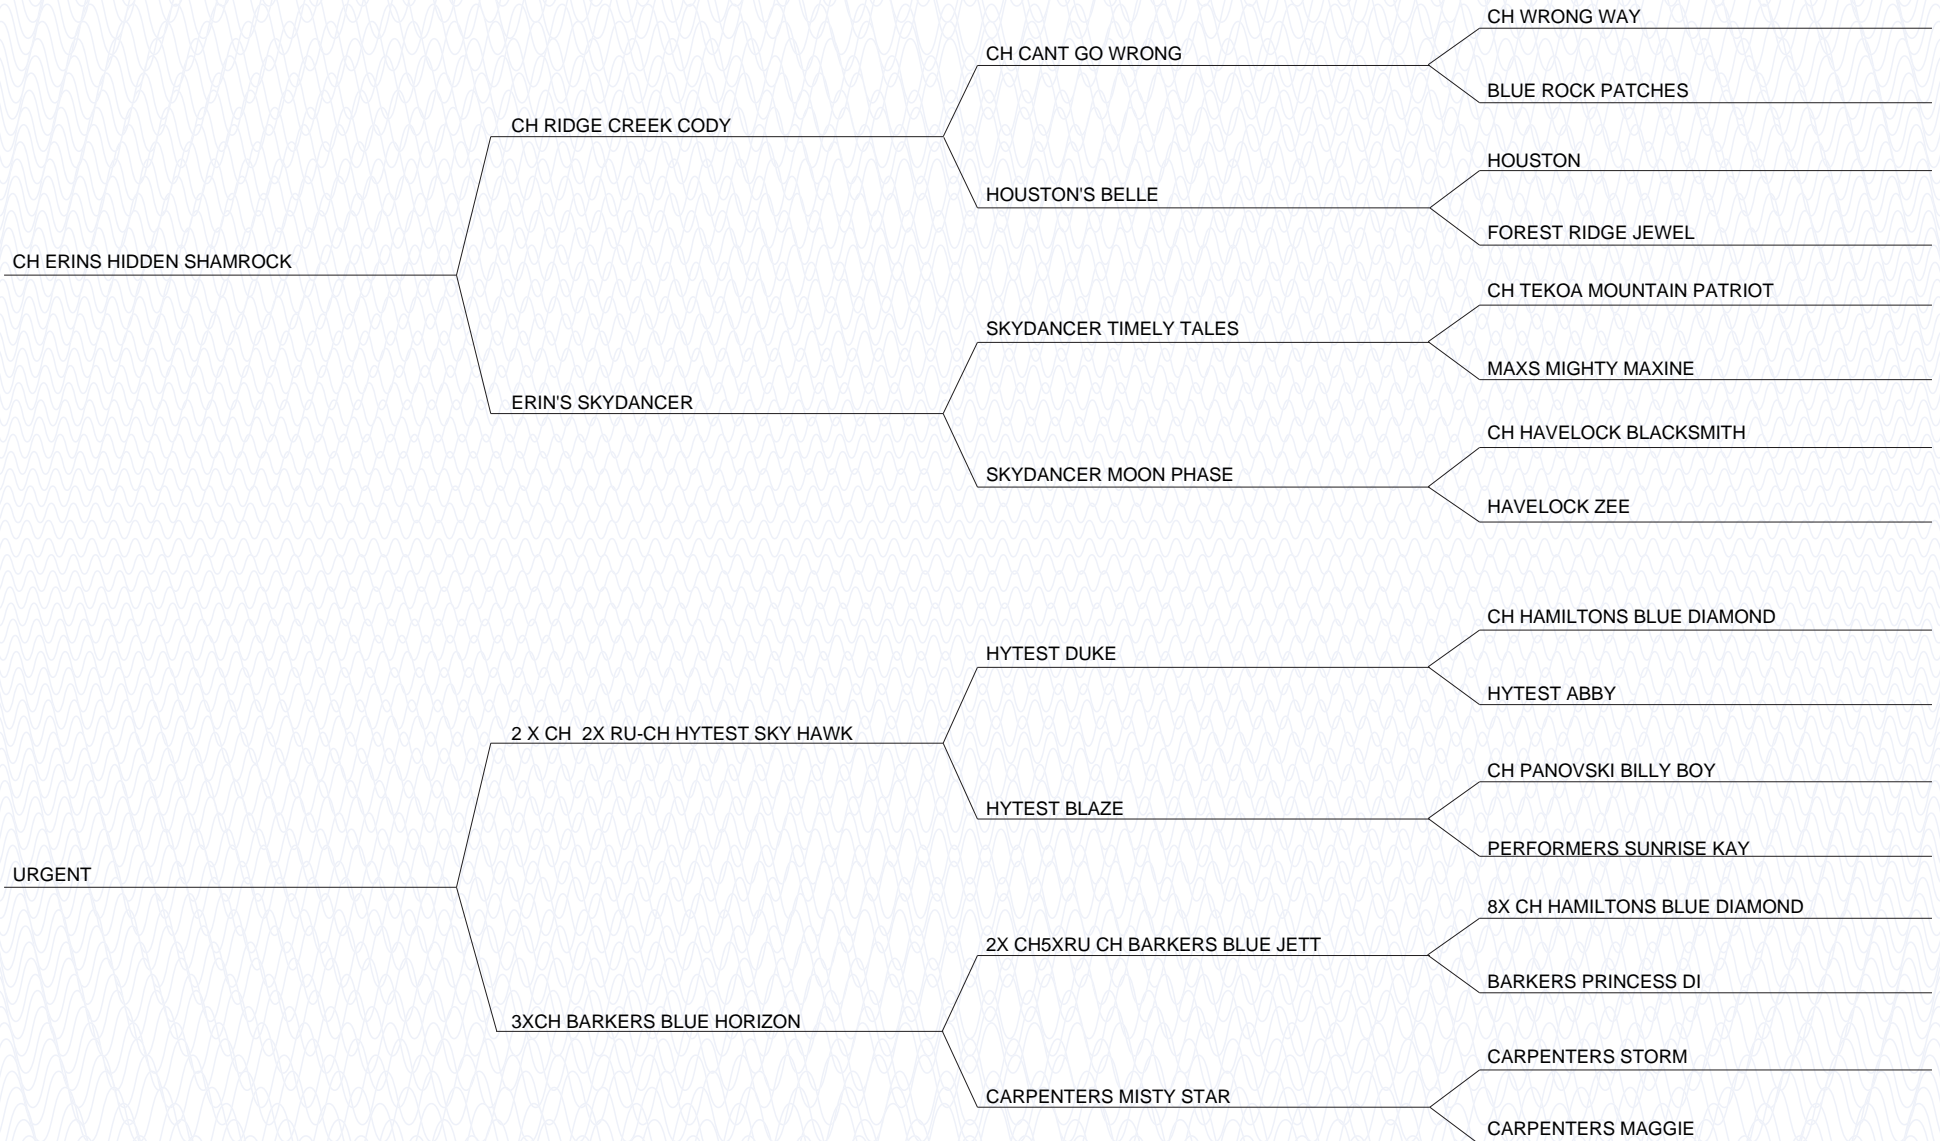 CH WRONG WAY
CH CANT GO WRONG
BLUE ROCK PATCHES
CH RIDGE CREEK CODY
HOUSTON
HOUSTON'S BELLE
FOREST RIDGE JEWEL
CH ERINS HIDDEN SHAMROCK
CH TEKOA MOUNTAIN PATRIOT
SKYDANCER TIMELY TALES
MAXS MIGHTY MAXINE
ERIN'S SKYDANCER
CH HAVELOCK BLACKSMITH
SKYDANCER MOON PHASE
HAVELOCK ZEE
CH HAMILTONS BLUE DIAMOND
HYTEST DUKE
HYTEST ABBY
2 X CH  2X RU-CH HYTEST SKY HAWK
CH PANOVSKI BILLY BOY
HYTEST BLAZE
PERFORMERS SUNRISE KAY
URGENT
8X CH HAMILTONS BLUE DIAMOND
2X CH5XRU CH BARKERS BLUE JETT
BARKERS PRINCESS DI
3XCH BARKERS BLUE HORIZON
CARPENTERS STORM
CARPENTERS MISTY STAR
CARPENTERS MAGGIE